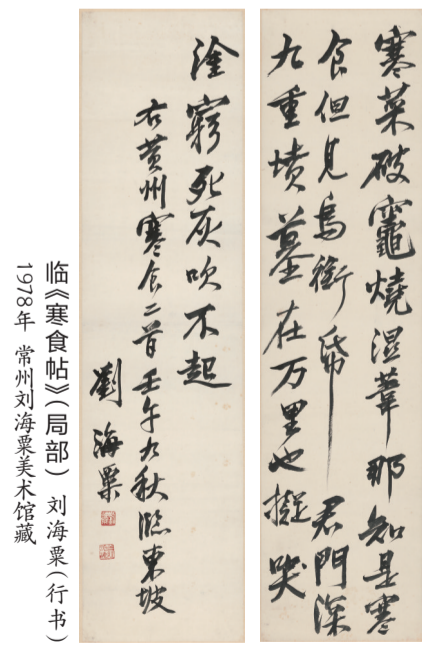 寒菜破竈燒湿葦那知是寒
食但見烏銜帋君門深
九重墳墓在万里也擬哭
塗窮死灰吹不起
右黄州寒食二首壬午九秋臨東坡
劉海粟
临《寒食帖》(局部) 刘海粟(行书)
1978年 常州刘海粟美术馆藏